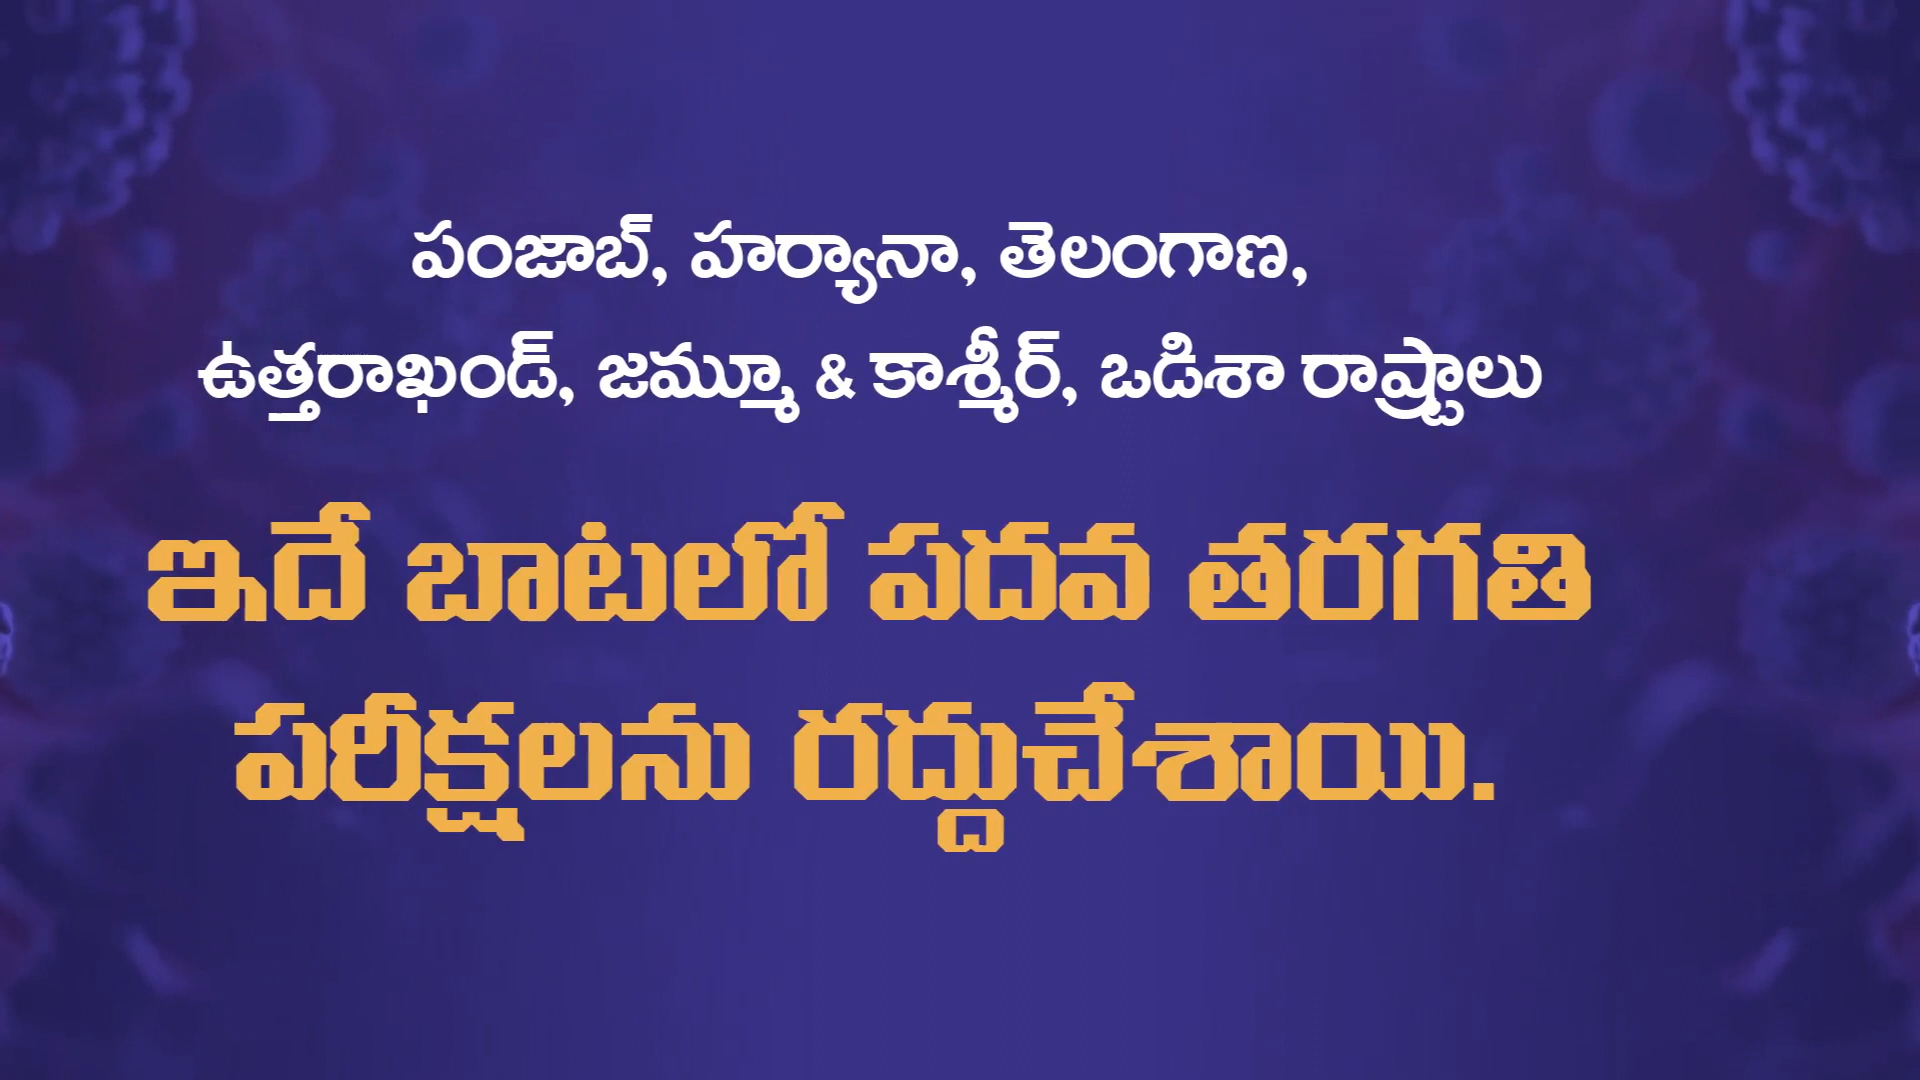 పంజాబ్, హర్యానా, తెలంగాణ,
ఉత్తరాఖండ్, జమ్మూ & కాశ్మీర్, ఒడిశా రాష్ట్రాలు
ఇదే బాటలో పదవ తరగతి
పరీక్షలను రద్దుచేశాయి.